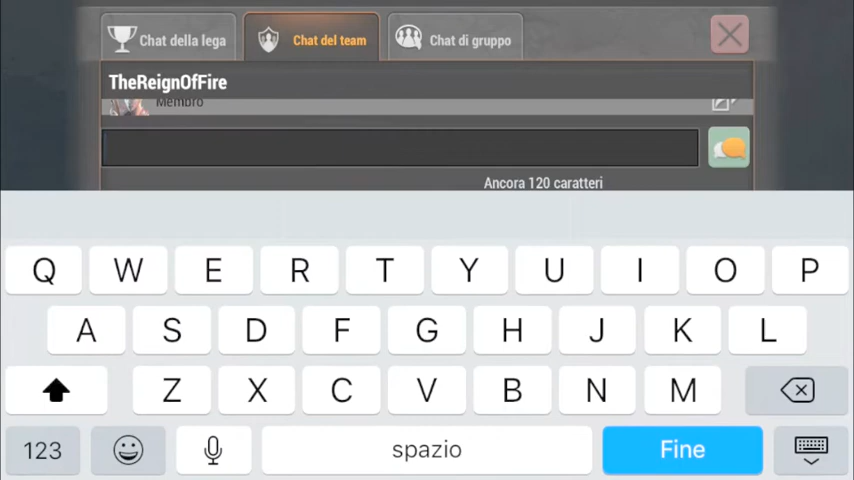 Chat della lega
Chat del team
Chat di gruppo
TheReignOfFire
Membro
Ancora 120 caratteri
Q W E R T Y U I O P
A S D F G H J K L
Z X C V B N M
123 spazio Fine